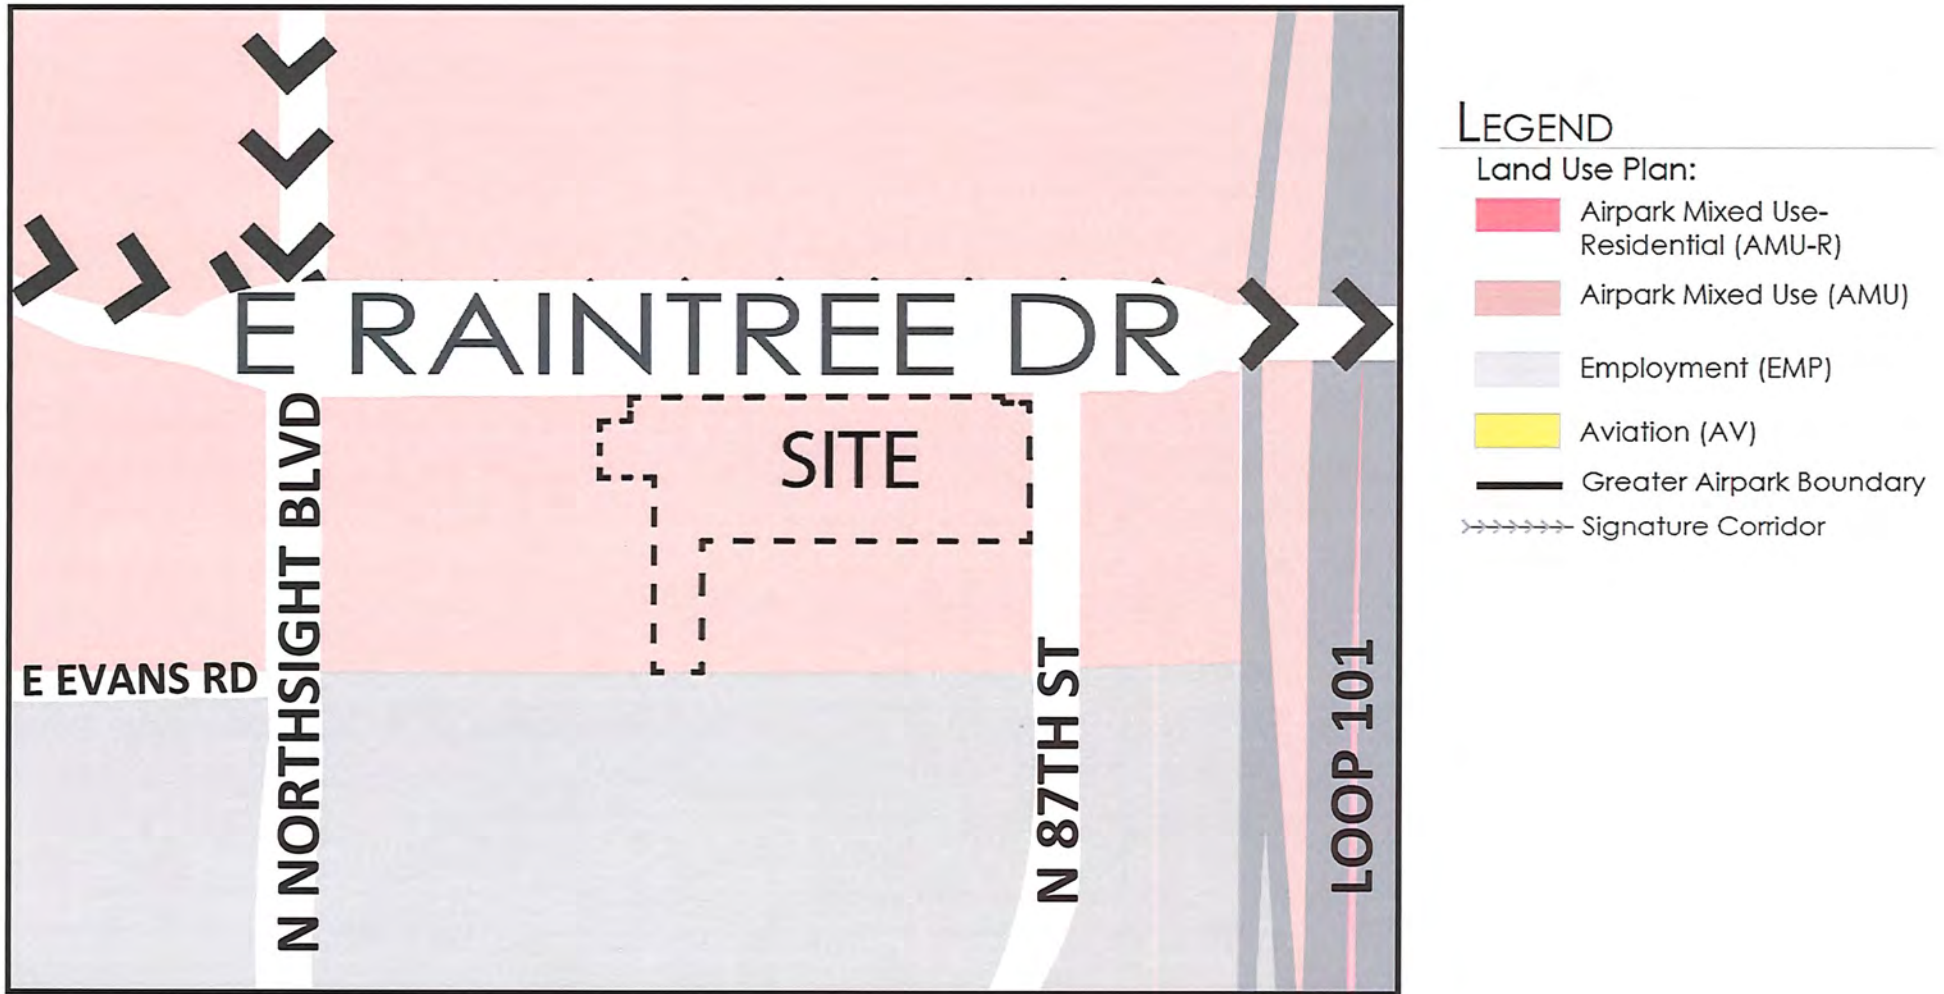 E RAINTREE DR
SITE
N NORTHSIGHT BLVD
E EVANS RD
N 87TH ST
LOOP 101
LEGEND
Land Use Plan:
Airpark Mixed Use-
Residential (AMU-R)
Airpark Mixed Use (AMU)
Employment (EMP)
Aviation (AV)
Greater Airpark Boundary
Signature Corridor